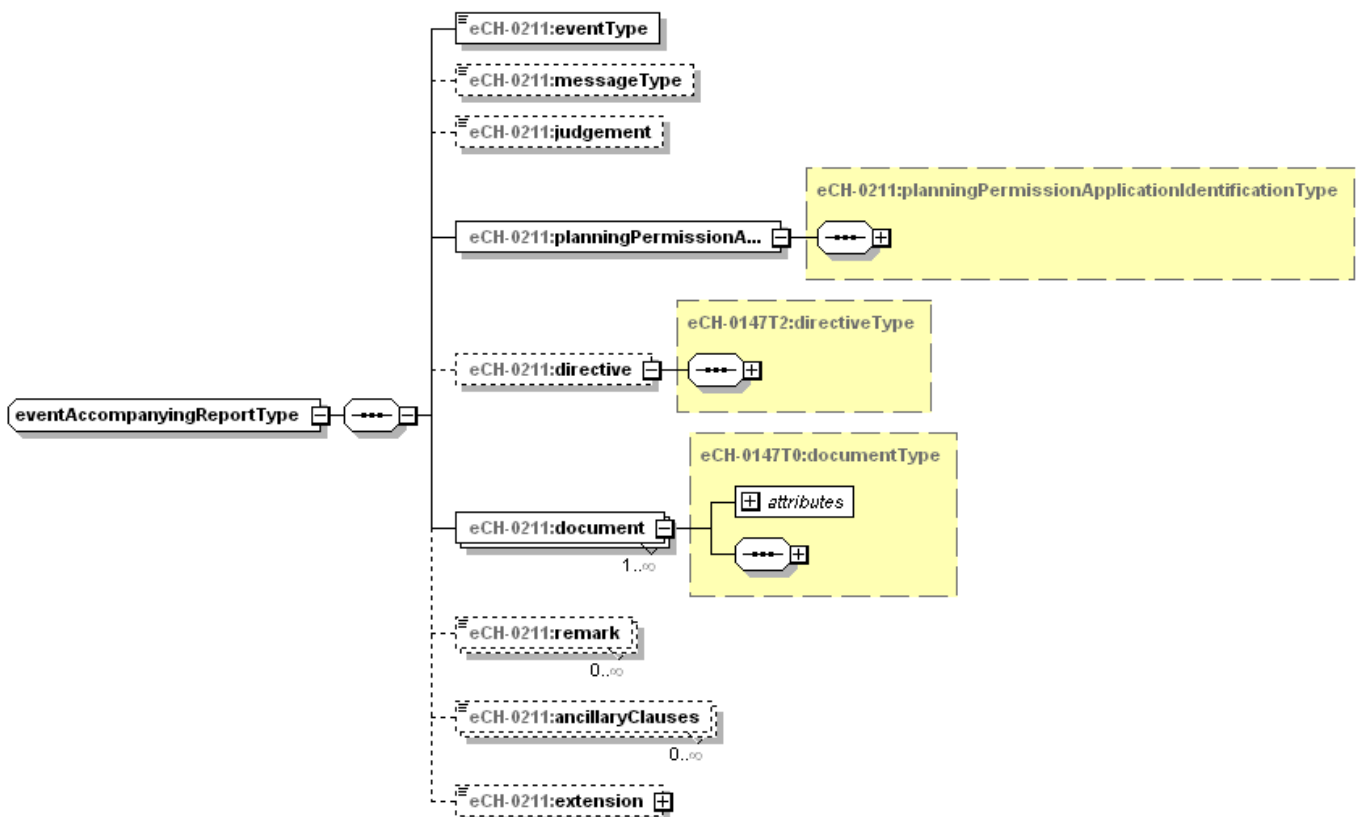 eCH-0211:eventType
eCH-0211:messageType
eCH-0211:judgement
eCH-0211:planningPermissionApplicationIdentificationType
eCH-0211:planningPermissionA...
eCH-0147T2:directiveType
eCH-0211:directive
eventAccompanyingReportType
eCH-0147T0:documentType
attributes
eCH-0211:document
1..∞
eCH-0211:remark
0..∞
eCH-0211:ancillaryClauses
0..∞
eCH-0211:extension